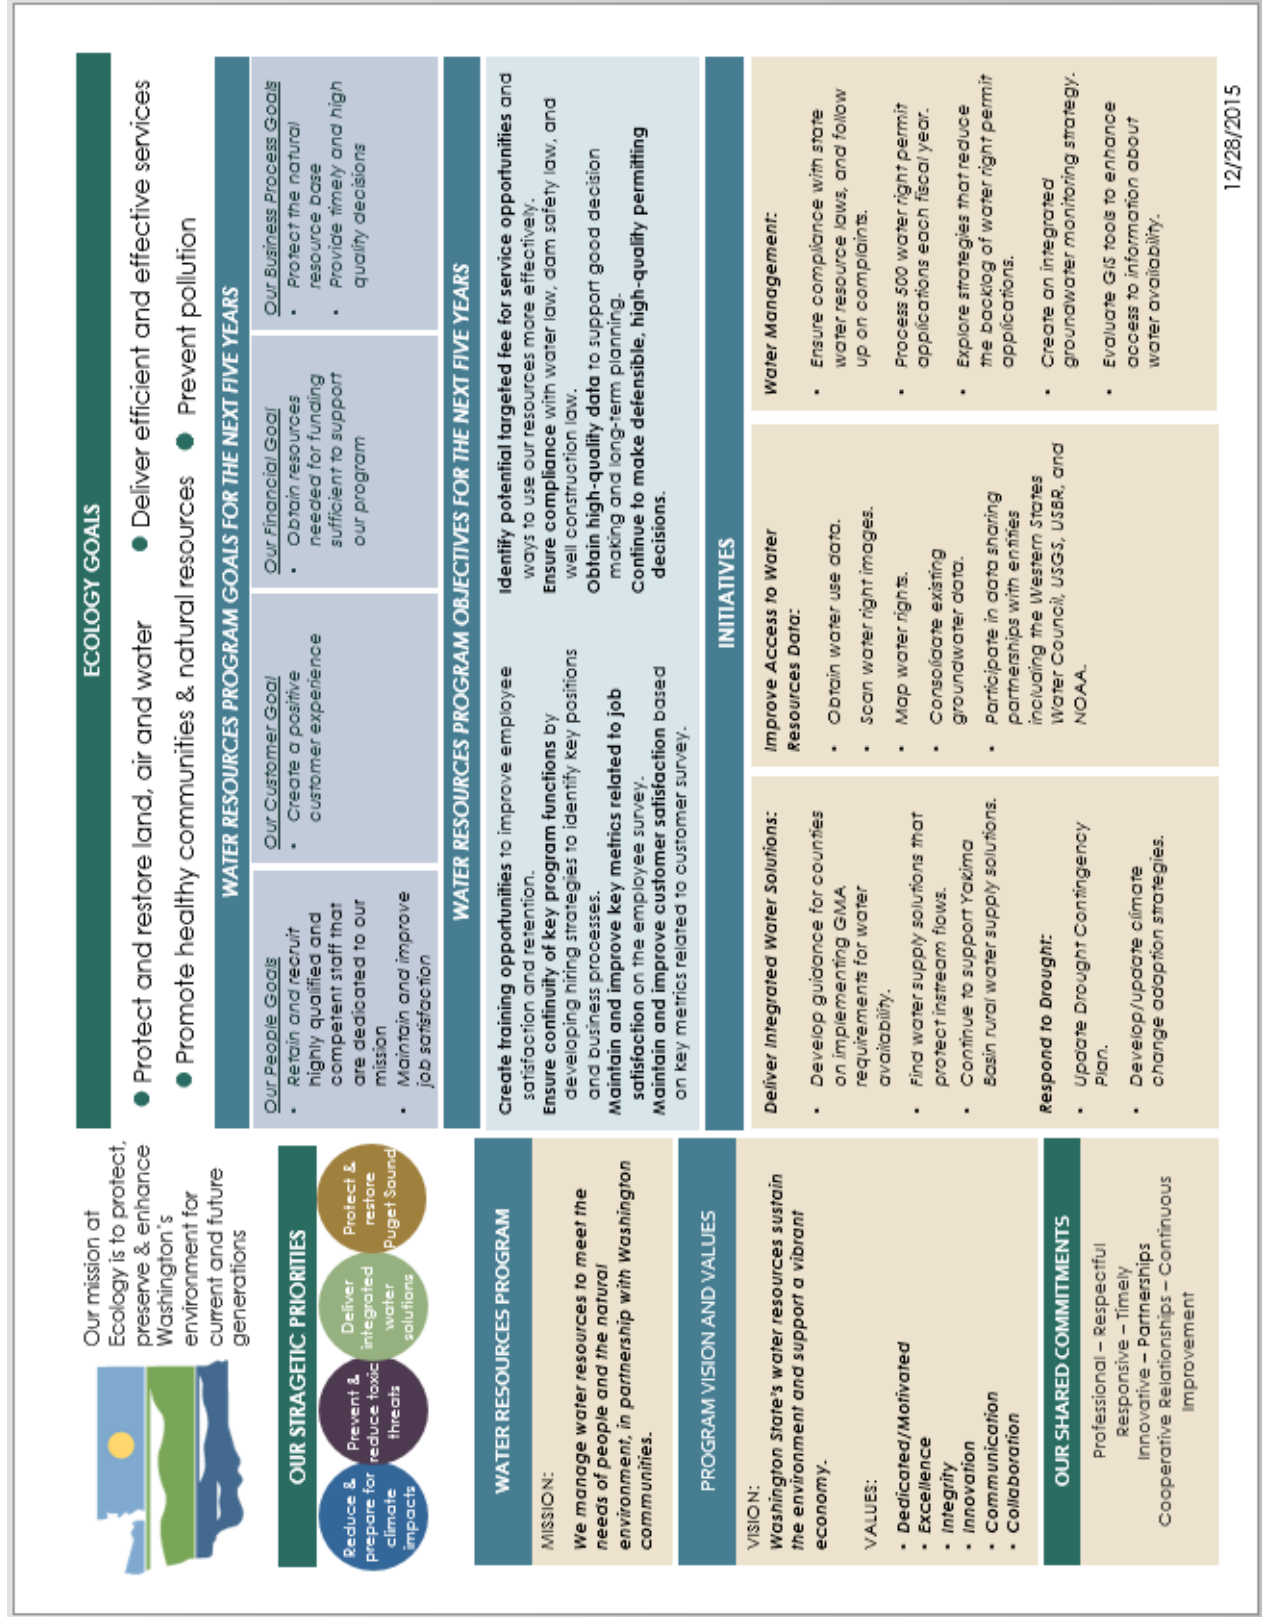 Our mission at
Ecology is to protect,
preserve & enhance
Washington's
environment for
current and future
generations
OUR STRAGETIC PRIORITIES
Reduce &
prepare for
climate
impacts
Prevent &
reduce toxic
threats
Deliver
integrated
water
solutions
Protect &
restore
Puget Sound
WATER RESOURCES PROGRAM
MISSION:
We manage water resources to meet the
needs of people and the natural
environment, in partnership with Washington
communities.
PROGRAM VISION AND VALUES
VISION:
Washington State's water resources sustain
the environment and support a vibrant
economy.
VALUES:
• Dedicated/Motivated
• Excellence
• Integrity
• Innovation
• Communication
• Collaboration
OUR SHARED COMMITMENTS
Professional – Respectful
Responsive – Timely
Innovative – Partnerships
Cooperative Relationships – Continuous
Improvement
ECOLOGY GOALS
● Protect and restore land, air and water ● Deliver efficient and effective services
● Promote healthy communities & natural resources ● Prevent pollution
WATER RESOURCES PROGRAM GOALS FOR THE NEXT FIVE YEARS
Our People Goals
• Retain and recruit
highly qualified and
competent staff that
are dedicated to our
mission
• Maintain and improve
job satisfaction
Our Customer Goal
• Create a positive
customer experience
Our Financial Goal
• Obtain resources
needed for funding
sufficient to support
our program
Our Business Process Goals
• Protect the natural
resource base
• Provide timely and high
quality decisions
WATER RESOURCES PROGRAM OBJECTIVES FOR THE NEXT FIVE YEARS
Create training opportunities to improve employee
satisfaction and retention.
Ensure continuity of key program functions by
developing hiring strategies to identify key positions
and business processes.
Maintain and improve key metrics related to job
satisfaction on the employee survey.
Maintain and improve customer satisfaction based
on key metrics related to customer survey.
Identify potential targeted fee for service opportunities and
ways to use our resources more effectively.
Ensure compliance with water law, dam safety law, and
well construction law.
Obtain high-quality data to support good decision
making and long-term planning.
Continue to make defensible, high-quality permitting
decisions.
INITIATIVES
Deliver Integrated Water Solutions:
• Develop guidance for counties
on implementing GMA
requirements for water
availability.
• Find water supply solutions that
protect instream flows.
• Continue to support Yakima
Basin rural water supply solutions.
Respond to Drought:
• Update Drought Contingency
Plan.
• Develop/update climate
change adaption strategies.
Improve Access to Water
Resources Data:
• Obtain water use data.
• Scan water right images.
• Map water rights.
• Consolidate existing
groundwater data.
• Participate in data sharing
partnerships with entities
including the Western States
Water Council, USGS, USBR, and
NOAA.
Water Management:
• Ensure compliance with state
water resource laws, and follow
up on complaints.
• Process 500 water right permit
applications each fiscal year.
• Explore strategies that reduce
the backlog of water right permit
applications.
• Create an integrated
groundwater monitoring strategy.
• Evaluate GIS tools to enhance
access to information about
water availability.
12/28/2015